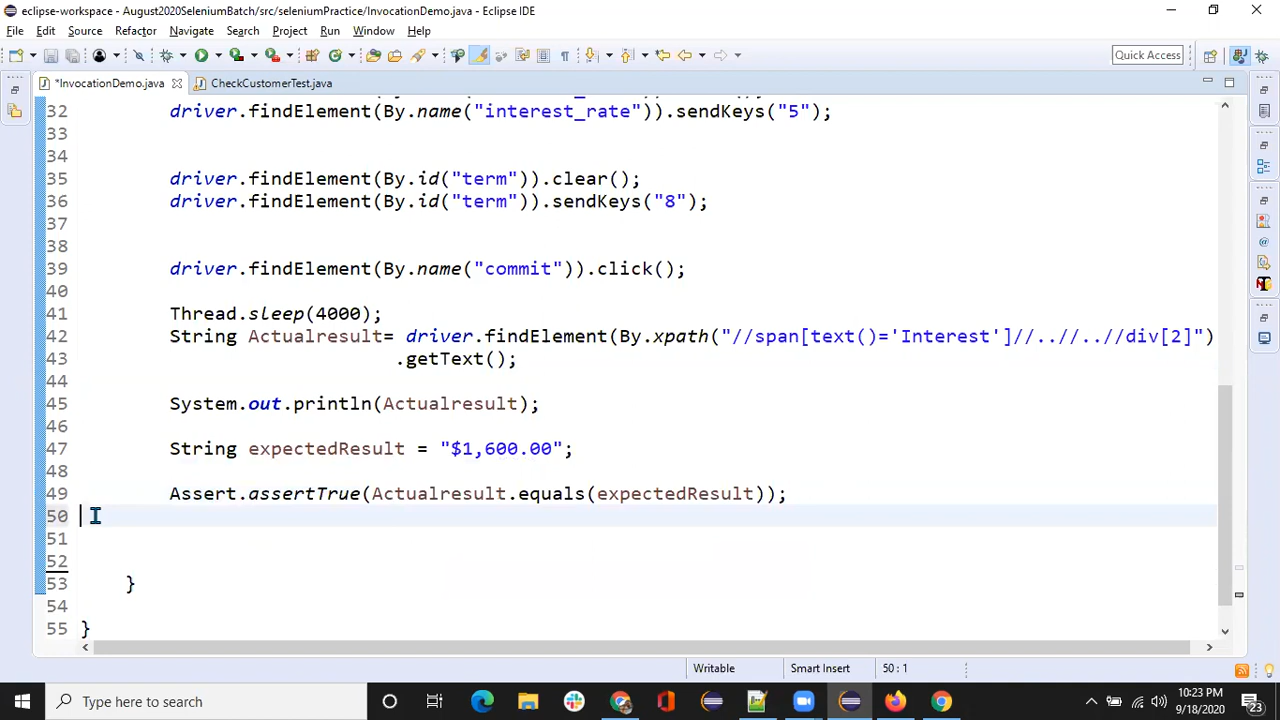 eclipse-workspace - August2020SeleniumBatch/src/seleniumPractice/InvocationDemo.java - Eclipse IDE
File Edit Source Refactor Navigate Search Project Run Window Help
Quick Access
*InvocationDemo.java CheckCustomerTest.java
32 driver.findElement(By.name("interest_rate")).sendKeys("5");
33
34
35 driver.findElement(By.id("term")).clear();
36 driver.findElement(By.id("term")).sendKeys("8");
37
38
39 driver.findElement(By.name("commit")).click();
40
41 Thread.sleep(4000);
42 String Actualresult= driver.findElement(By.xpath("//span[text()='Interest']//..//..//div[2]")
43 .getText();
44
45 System.out.println(Actualresult);
46
47 String expectedResult = "$1,600.00";
48
49 Assert.assertTrue(Actualresult.equals(expectedResult));
50
51
52
53 }
54
55 }
Writable Smart Insert 50 : 1
Type here to search
10:23 PM
9/18/2020
23